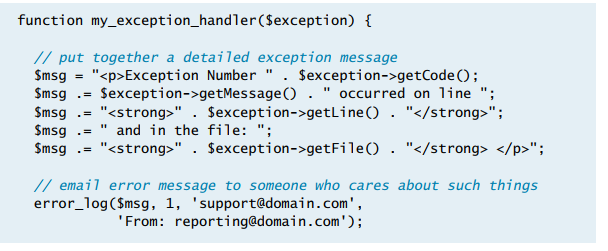 function my_exception_handler($exception) {
// put together a detailed exception message
$msg = "<p>Exception Number " . $exception->getCode();
$msg .= $exception->getMessage() . " occurred on line ";
$msg .= "<strong>" . $exception->getLine() . "</strong>";
$msg .= " and in the file: ";
$msg .= "<strong>" . $exception->getFile() . "</strong> </p>";
// email error message to someone who cares about such things
error_log($msg, 1, 'support@domain.com',
'From: reporting@domain.com');